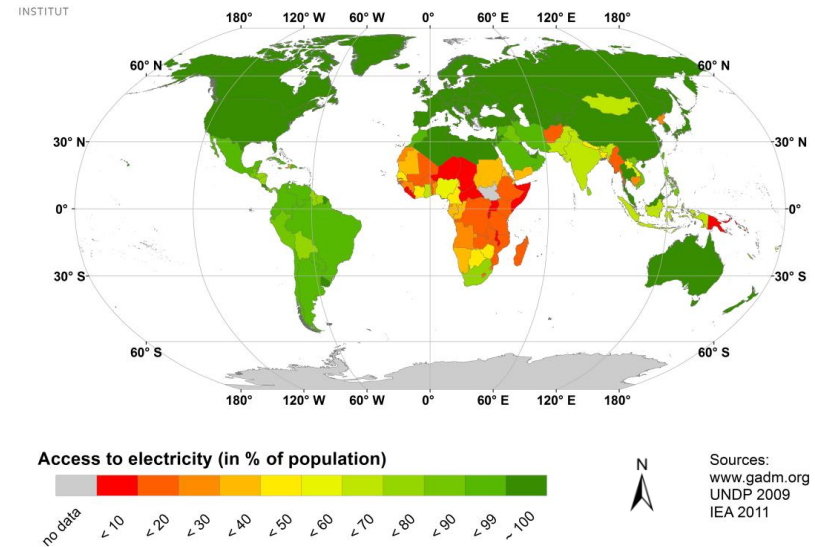 INSTITUT
180° 120° W 60° W 0° 60° E 120° E 180°
60° N 60° N
30° N 30° N
0° 0°
30° S 30° S
60° S 60° S
180° 120° W 60° W 0° 60° E 120° E 180°
Access to electricity (in % of population)
no data < 10 < 20 < 30 < 40 < 50 < 60 < 70 < 80 < 90 < 99 ~ 100
N
Sources:
www.gadm.org
UNDP 2009
IEA 2011